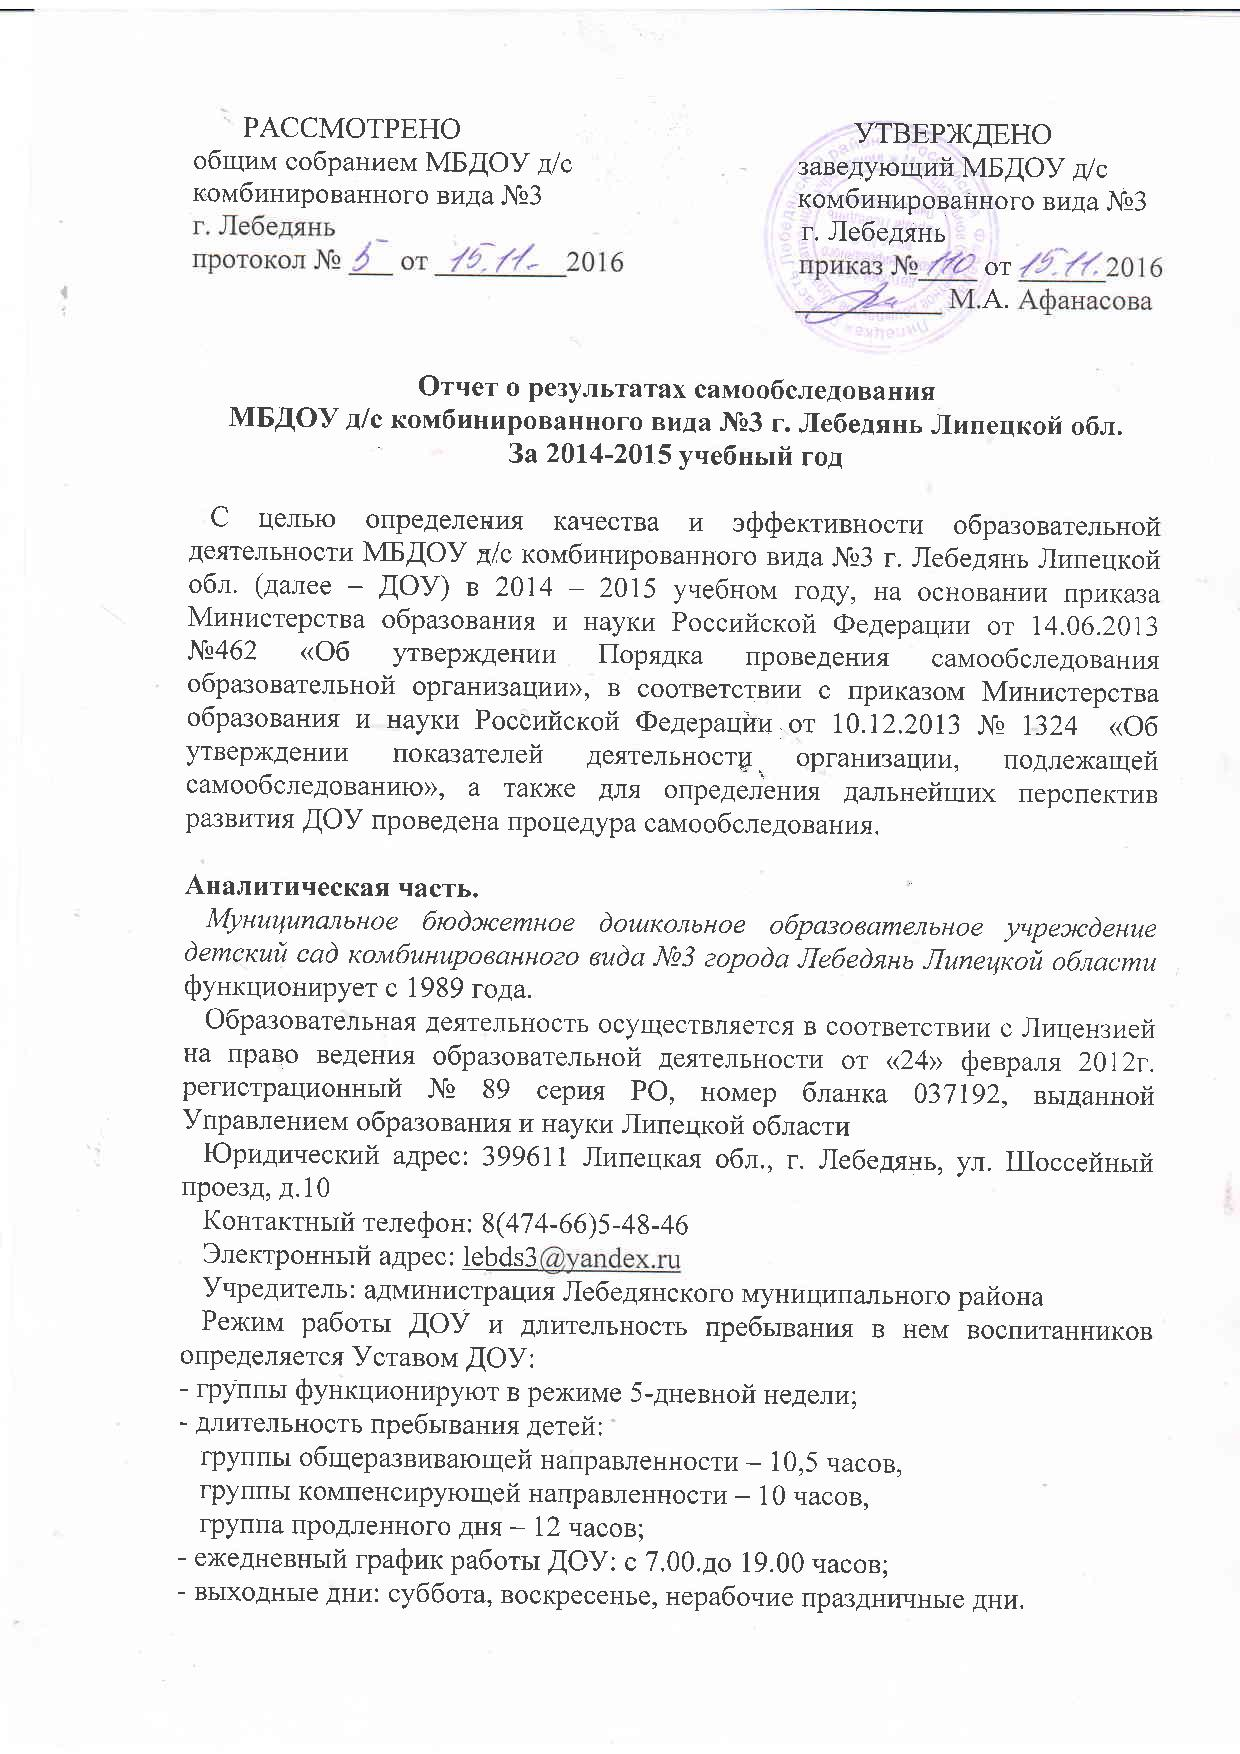 РАССМОТРЕНО
общим собранием МБДОУ д/с
комбинированного вида №3
г. Лебедянь
протокол № 5 от 15.11. 2016
УТВЕРЖДЕНО
заведующий МБДОУ д/с
комбинированного вида №3
г. Лебедянь
приказ № 110 от 15.11.2016
М.А. Афанасова
Отчет о результатах самообследования
МБДОУ д/с комбинированного вида №3 г. Лебедянь Липецкой обл.
За 2014-2015 учебный год
С целью определения качества и эффективности образовательной
деятельности МБДОУ д/с комбинированного вида №3 г. Лебедянь Липецкой
обл. (далее – ДОУ) в 2014 – 2015 учебном году, на основании приказа
Министерства образования и науки Российской Федерации от 14.06.2013
№462 «Об утверждении Порядка проведения самообследования
образовательной организации», в соответствии с приказом Министерства
образования и науки Российской Федерации от 10.12.2013 № 1324 «Об
утверждении показателей деятельности организации, подлежащей
самообследованию», а также для определения дальнейших перспектив
развития ДОУ проведена процедура самообследования.
Аналитическая часть.
Муниципальное бюджетное дошкольное образовательное учреждение
детский сад комбинированного вида №3 города Лебедянь Липецкой области
функционирует с 1989 года.
Образовательная деятельность осуществляется в соответствии с Лицензией
на право ведения образовательной деятельности от «24» февраля 2012г.
регистрационный № 89 серия РО, номер бланка 037192, выданной
Управлением образования и науки Липецкой области
Юридический адрес: 399611 Липецкая обл., г. Лебедянь, ул. Шоссейный
проезд, д.10
Контактный телефон: 8(474-66)5-48-46
Электронный адрес: lebds3@yandex.ru
Учредитель: администрация Лебедянского муниципального района
Режим работы ДОУ и длительность пребывания в нем воспитанников
определяется Уставом ДОУ:
- группы функционируют в режиме 5-дневной недели;
- длительность пребывания детей:
группы общеразвивающей направленности – 10,5 часов,
группы компенсирующей направленности – 10 часов,
группа продленного дня – 12 часов;
- ежедневный график работы ДОУ: с 7.00.до 19.00 часов;
- выходные дни: суббота, воскресенье, нерабочие праздничные дни.